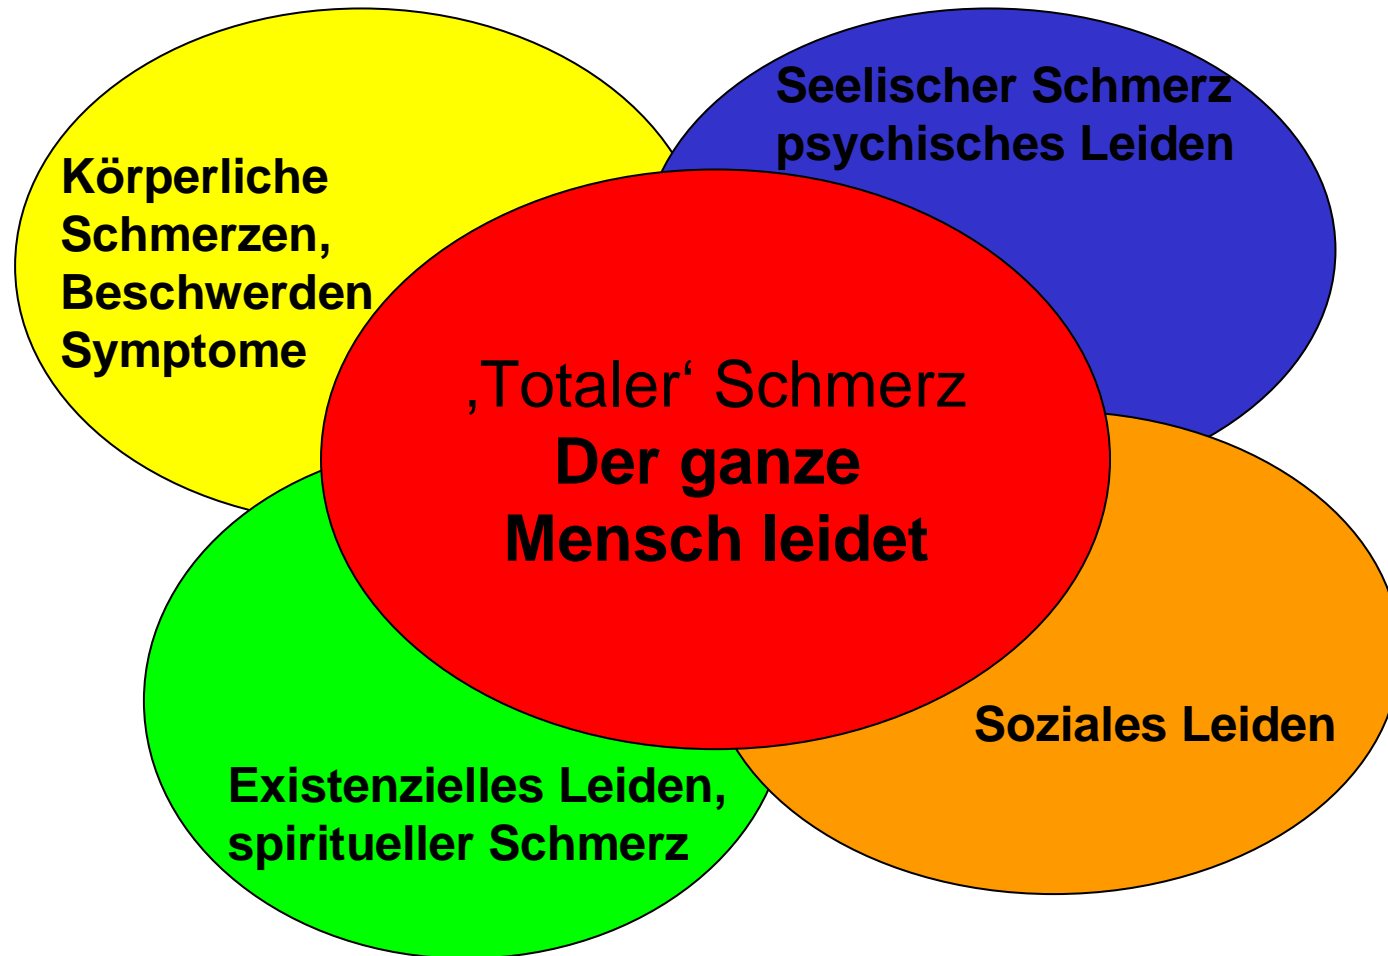 Seelischer Schmerz
psychisches Leiden
Körperliche
Schmerzen,
Beschwerden
Symptome
‚Totaler‘ Schmerz
Der ganze
Mensch leidet
Soziales Leiden
Existenzielles Leiden,
spiritueller Schmerz